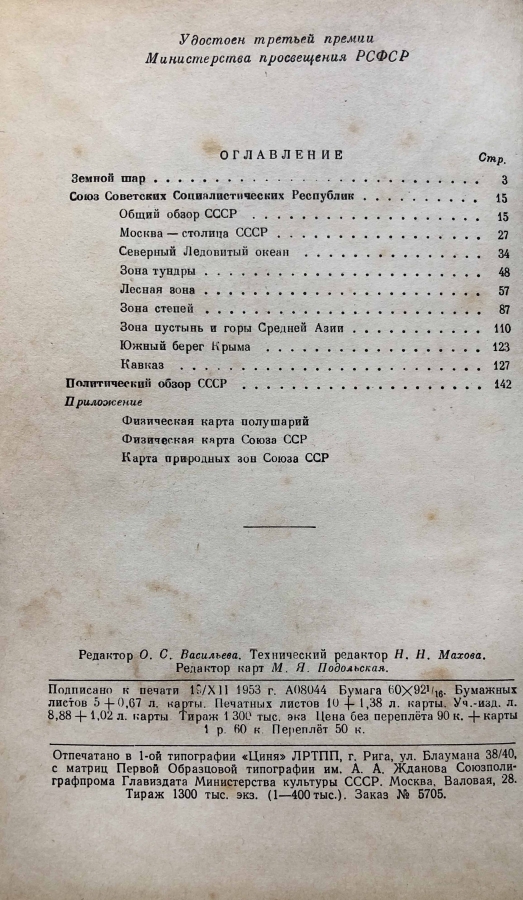 Удостоен третьей премии
Министерства просвещения РСФСР
ОГЛАВЛЕНИЕ
Стр.
Земной шар . . . . . . . . . . . . . . . . . . . . . . . . . . 3
Союз Советских Социалистических Республик . . . . . . . . . 15
Общий обзор СССР . . . . . . . . . . . . . . . . . . 15
Москва — столица СССР . . . . . . . . . . . . . . . . 27
Северный Ледовитый океан . . . . . . . . . . . . . . 34
Зона тундры . . . . . . . . . . . . . . . . . . . . . 48
Лесная зона . . . . . . . . . . . . . . . . . . . . . 57
Зона степей . . . . . . . . . . . . . . . . . . . . . 87
Зона пустынь и горы Средней Азии . . . . . . . . . . 110
Южный берег Крыма . . . . . . . . . . . . . . . . . 123
Кавказ . . . . . . . . . . . . . . . . . . . . . . . 127
Политический обзор СССР . . . . . . . . . . . . . . . . . . 142
Приложение
Физическая карта полушарий
Физическая карта Союза ССР
Карта природных зон Союза ССР
Редактор О. С. Васильева. Технический редактор Н. Н. Махова.
Редактор карт М. Я. Подольская.
Подписано к печати /XII 1953 г. А08044 Бумага 60×92¹/₁₆. Бумажных
листов 5 + 0,67 л. карты. Печатных листов 10 + 1,38 л. карты. Уч.-изд. л.
8,88 + 1,02 л. карты Тираж 1 300 тыс. экз Цена без переплёта 90 к. + карты
1 р. 60 к. Переплёт 50 к.
Отпечатано в 1-ой типографии «Циня» ЛРТПП, г. Рига, ул. Блаумана 38/40,
с матриц Первой Образцовой типографии им. А. А. Жданова Союзполи-
графпрома Главиздата Министерства культуры СССР. Москва, Валовая, 28.
Тираж 1300 тыс. экз. (1—400 тыс.). Заказ № 5705.